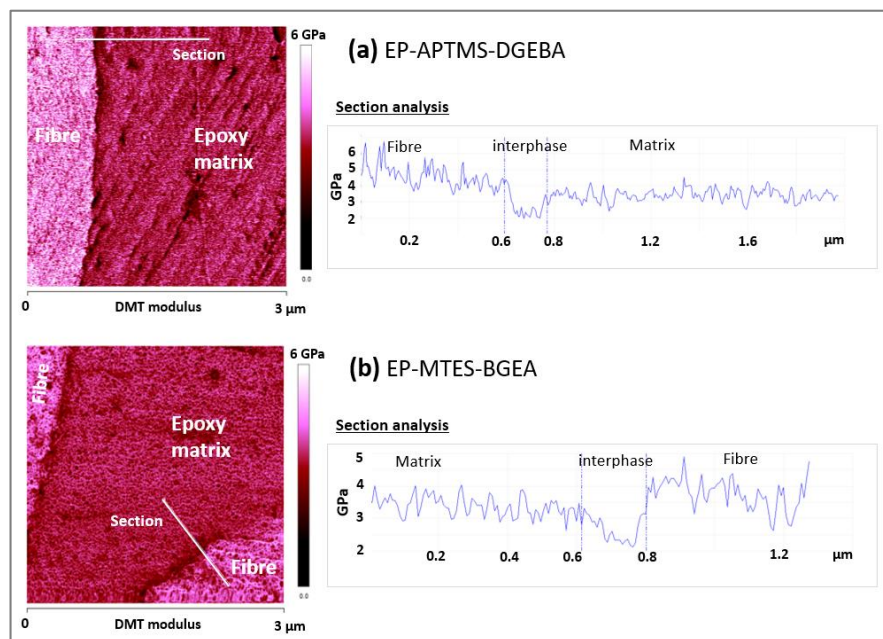 6 GPa
Section
Fibre
Epoxy
matrix
0.0
0
DMT modulus
3 µm
(a) EP-APTMS-DGEBA
Section analysis
Fibre
interphase
Matrix
6
5
4
3
2
GPa
0.2
0.6
0.8
1.2
1.6
µm
6 GPa
Fibre
Epoxy
matrix
Section
Fibre
0.0
0
DMT modulus
3 µm
(b) EP-MTES-BGEA
Section analysis
Matrix
interphase
Fibre
5
4
3
2
GPa
0.2
0.4
0.6
0.8
1.2
µm